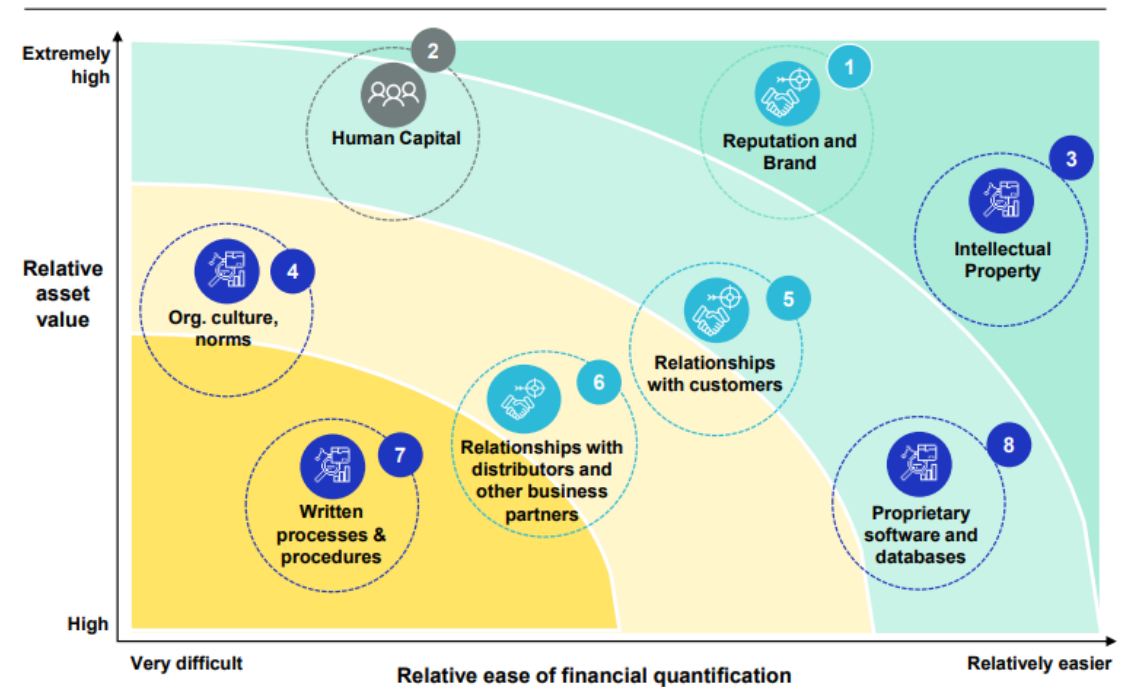 Extremely
high
2
Human Capital
1
Reputation and
Brand
3
Intellectual
Property
Relative
asset
value
4
Org. culture,
norms
5
Relationships
with customers
6
Relationships with
distributors and
other business
partners
7
Written
processes &
procedures
8
Proprietary
software and
databases
High
Very difficult
Relative ease of financial quantification
Relatively easier